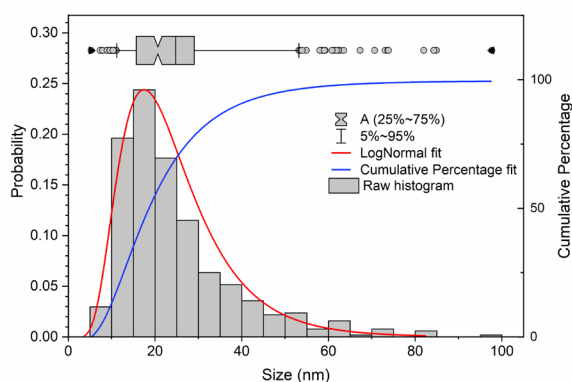 0.30
0.25
0.20
0.15
0.10
0.05
0.00
Probability
0
20
40
60
80
100
Size (nm)
100
50
0
Cumulative Percentage
A (25%~75%)
5%~95%
LogNormal fit
Cumulative Percentage fit
Raw histogram